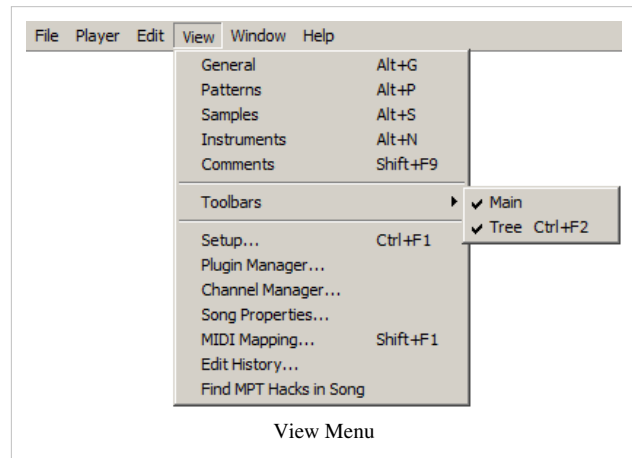 File Player Edit View Window Help
General Alt+G
Patterns Alt+P
Samples Alt+S
Instruments Alt+N
Comments Shift+F9
Toolbars
Main
Tree Ctrl+F2
Setup... Ctrl+F1
Plugin Manager...
Channel Manager...
Song Properties...
MIDI Mapping... Shift+F1
Edit History...
Find MPT Hacks in Song
View Menu